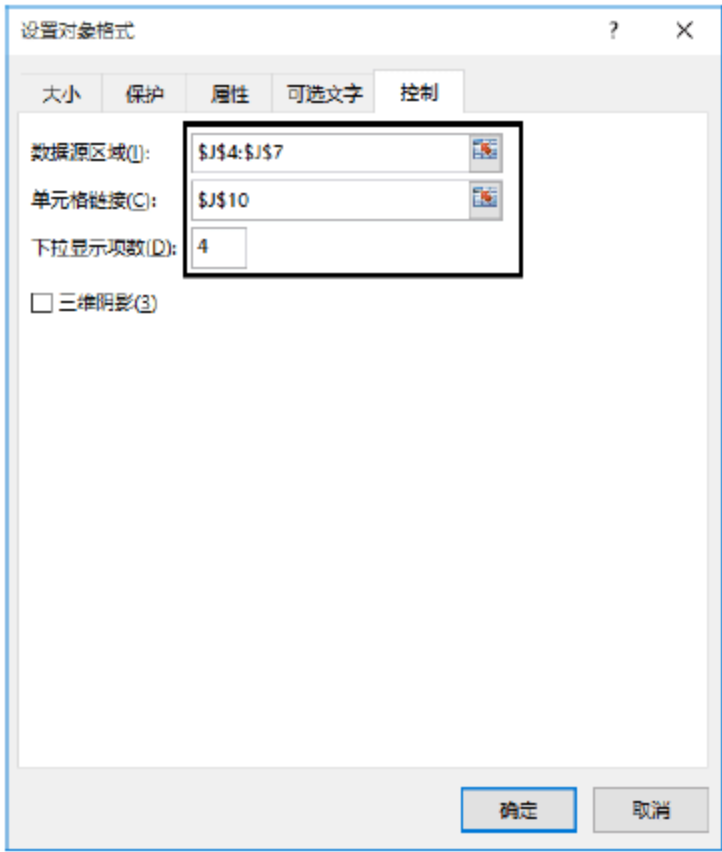 设置对象格式 ? ×
大小 保护 属性 可选文字 控制
数据源区域(I): $J$4:$J$7
单元格链接(C): $J$10
下拉显示项数(D): 4
三维阴影(3)
确定 取消